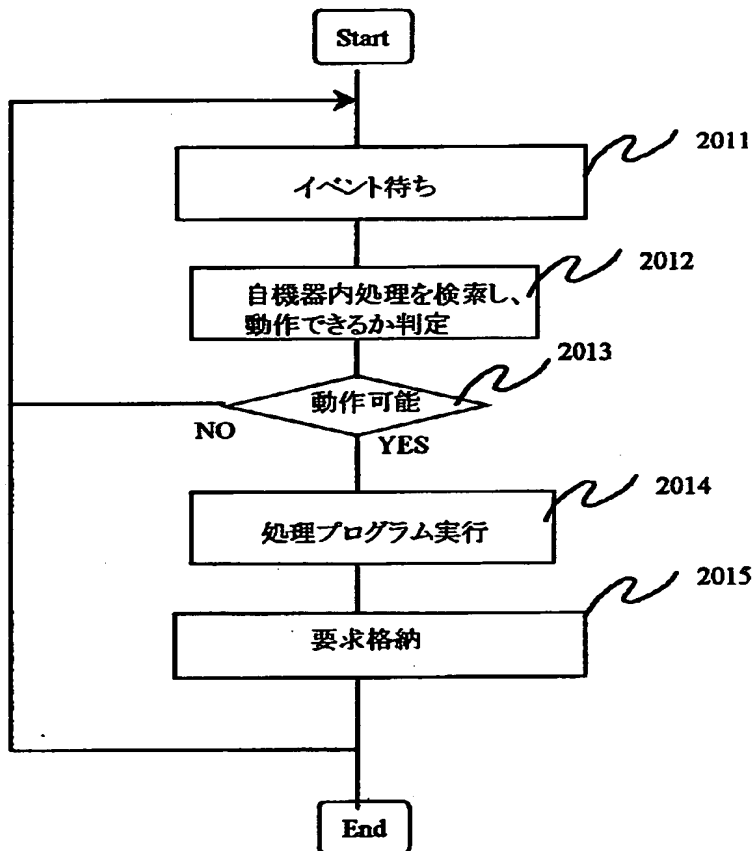 Start
イベント待ち
2011
自機器内処理を検索し、
動作できるか判定
2012
動作可能
2013
NO
YES
処理プログラム実行
2014
要求格納
2015
End